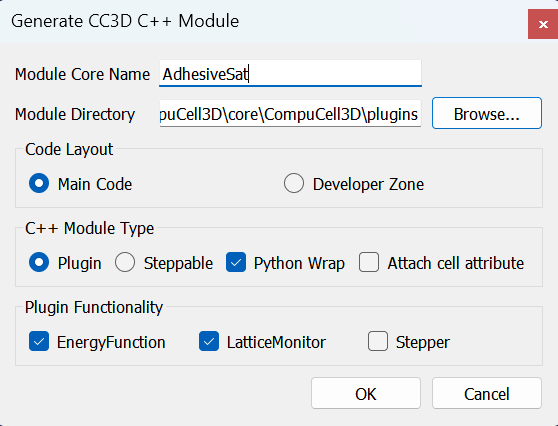 Generate CC3D C++ Module
Module Core Name AdhesiveSat
Module Directory puCell3D\core\CompuCell3D\plugins Browse...
Code Layout
Main Code Developer Zone
C++ Module Type
Plugin Steppable Python Wrap Attach cell attribute
Plugin Functionality
EnergyFunction LatticeMonitor Stepper
OK Cancel